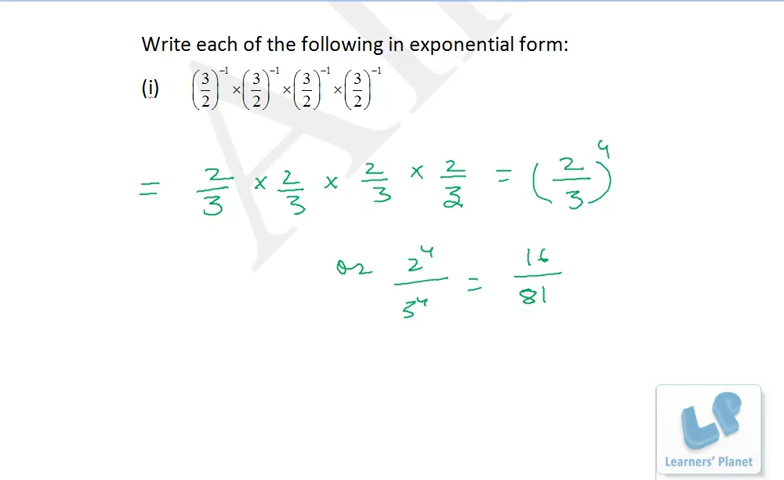 Write each of the following in exponential form:
(i) (3/2)^-1 × (3/2)^-1 × (3/2)^-1 × (3/2)^-1
= 2/3 × 2/3 × 2/3 × 2/3 = (2/3)^4
or 2^4/3^4 = 16/81
LP
Learners' Planet